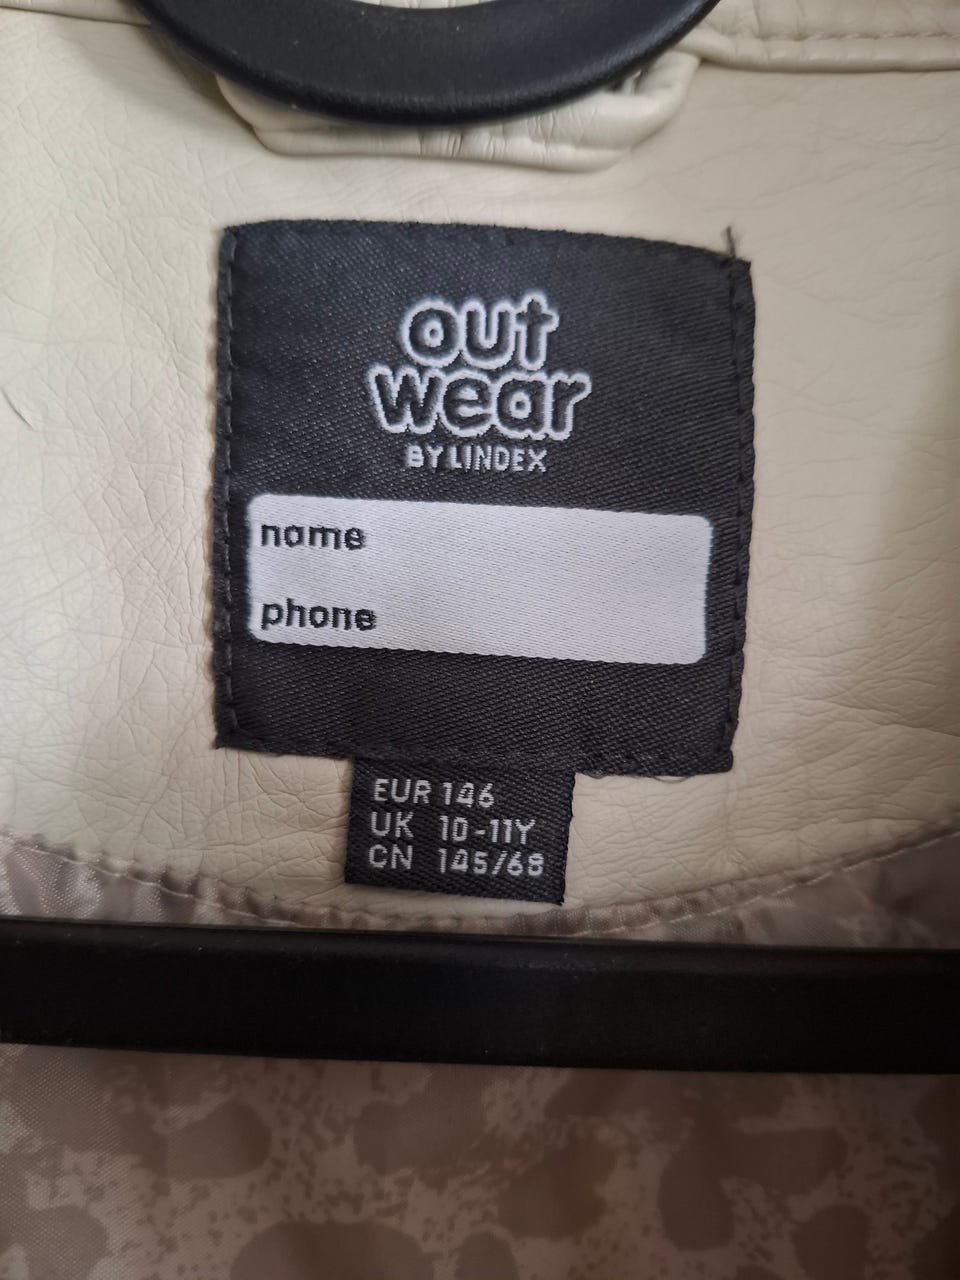 out
wear
BY LINDEX
name
phone
EUR 146
UK 10-11Y
CN 145/68